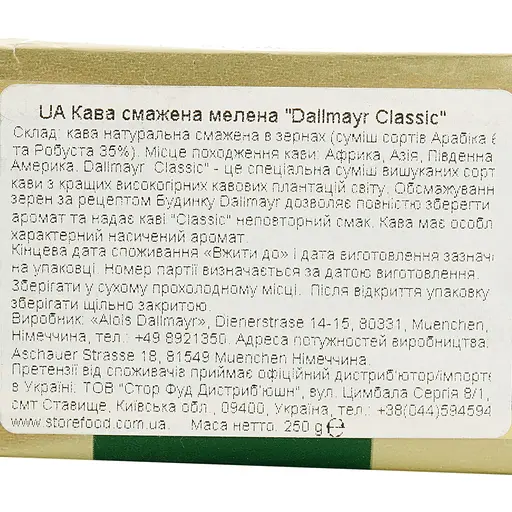 UA Кава смажена мелена "Dallmayr Classic"
Склад: кава натуральна смажена в зернах (суміш сортів Арабіка
та Робуста 35%). Місце походження кави: Африка, Азія, Південна
Америка. Dallmayr Classic" - це спеціальна суміш вишуканих сорт
кави з кращих високогірних кавових плантацій світу. Обсмажуванн
зерен за рецептом Будинку Dallmayr дозволяє повністю зберегти
аромат та надає каві "Classic" неповторний смак. Кава має особл
характерний насичений аромат.
Кінцева дата споживання «Вжити до» і дата виготовлення зазнач
на упаковці. Номер партії визначається за датою виготовлення.
Зберігати у сухому прохолодному місці. Після відкриття упаковку
зберігати щільно закритою.
Виробник: «Alois Dallmayr», Dienerstrase 14-15, 80331, Muenchen,
Німеччина, тел.: +49 8921350. Адреса потужностей виробництва:
Aschauer Strasse 18, 81549 Muenchen Німеччина.
Претензії від споживачів приймає офіційний дистриб'ютор/імпорте
в Україні: ТОВ "Стор Фуд Дистриб'юшн", вул. Цимбала Сергія 8/1,
смт Ставище, Київська обл., 09400, Україна, тел.: +38(044)594594
www.storefood.com.ua. Маса нетто: 250 g ℮